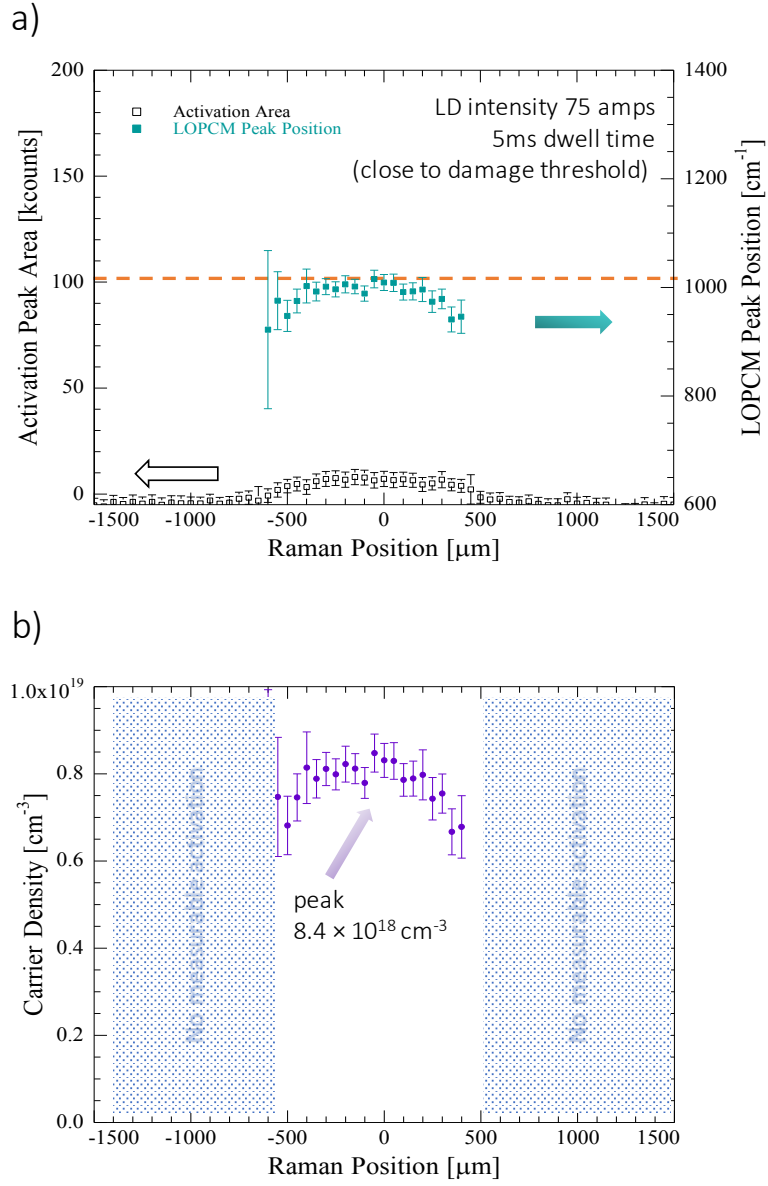 a)
200
150
100
50
0
Activation Peak Area [kcounts]
Activation Area
LOPCM Peak Position
LD intensity 75 amps
5ms dwell time
(close to damage threshold)
1400
1200
1000
800
600
LOPCM Peak Position [cm⁻¹]
-1500 -1000 -500 0 500 1000 1500
Raman Position [μm]
b)
1.0x10¹⁹
0.8
0.6
0.4
0.2
0.0
Carrier Density [cm⁻³]
No measurable activation
peak
8.4 × 10¹⁸ cm⁻³
No measurable activation
-1500 -1000 -500 0 500 1000 1500
Raman Position [μm]